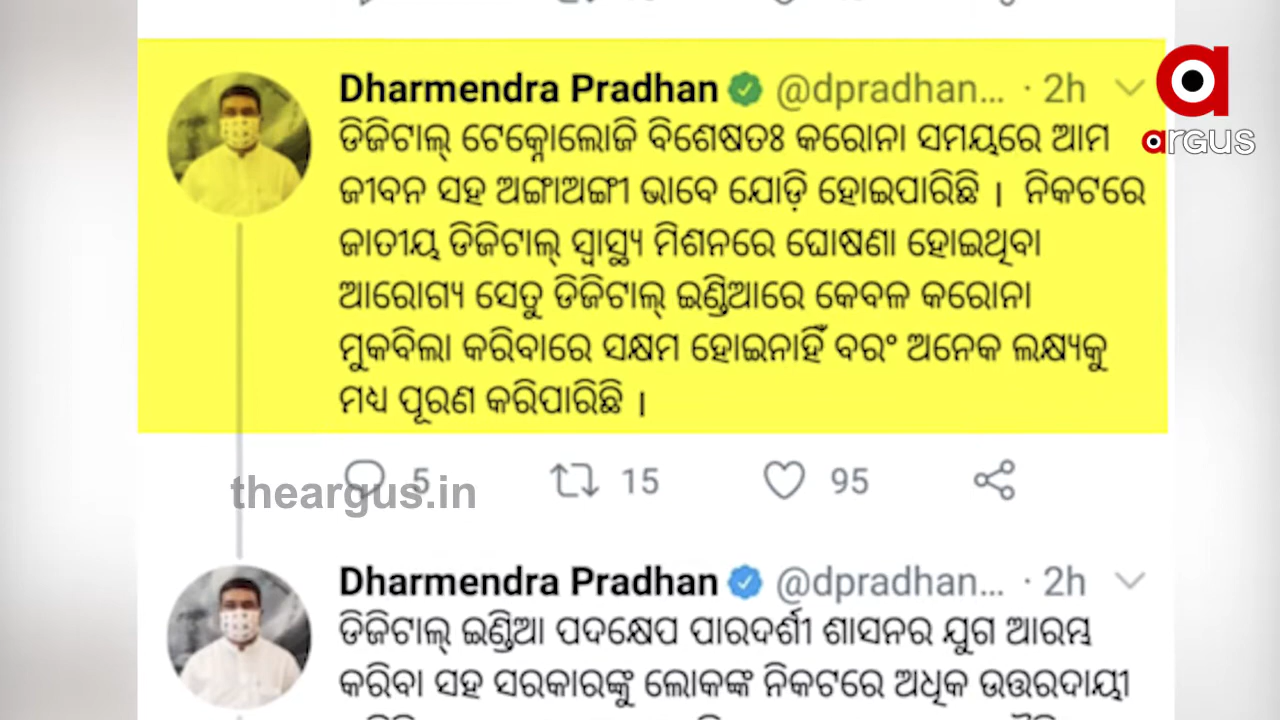 Dharmendra Pradhan @dpradhan... · 2h
ଡିଜିଟାଲ୍ ଟେକ୍ନୋଲୋଜି ବିଶେଷତଃ କରୋନା ସମୟରେ ଆମ
ଜୀବନ ସହ ଅଙ୍ଗାଅଙ୍ଗୀ ଭାବେ ଯୋଡ଼ି ହୋଇପାରିଛି । ନିକଟରେ
ଜାତୀୟ ଡିଜିଟାଲ୍ ସ୍ୱାସ୍ଥ୍ୟ ମିଶନରେ ଘୋଷଣା ହୋଇଥିବା
ଆରୋଗ୍ୟ ସେତୁ ଡିଜିଟାଲ୍ ଇଣ୍ଡିଆରେ କେବଳ କରୋନା
ମୁକବିଲା କରିବାରେ ସକ୍ଷମ ହୋଇନାହିଁ ବରଂ ଅନେକ ଲକ୍ଷ୍ୟକୁ
ମଧ୍ୟ ପୂରଣ କରିପାରିଛି ।
argus
5 15 95
theargus.in
Dharmendra Pradhan @dpradhan... · 2h
ଡିଜିଟାଲ୍ ଇଣ୍ଡିଆ ପଦକ୍ଷେପ ପାରଦର୍ଶୀ ଶାସନର ଯୁଗ ଆରମ୍ଭ
କରିବା ସହ ସରକାରଙ୍କୁ ଲୋକଙ୍କ ନିକଟରେ ଅଧିକ ଉତ୍ତରଦାୟୀ